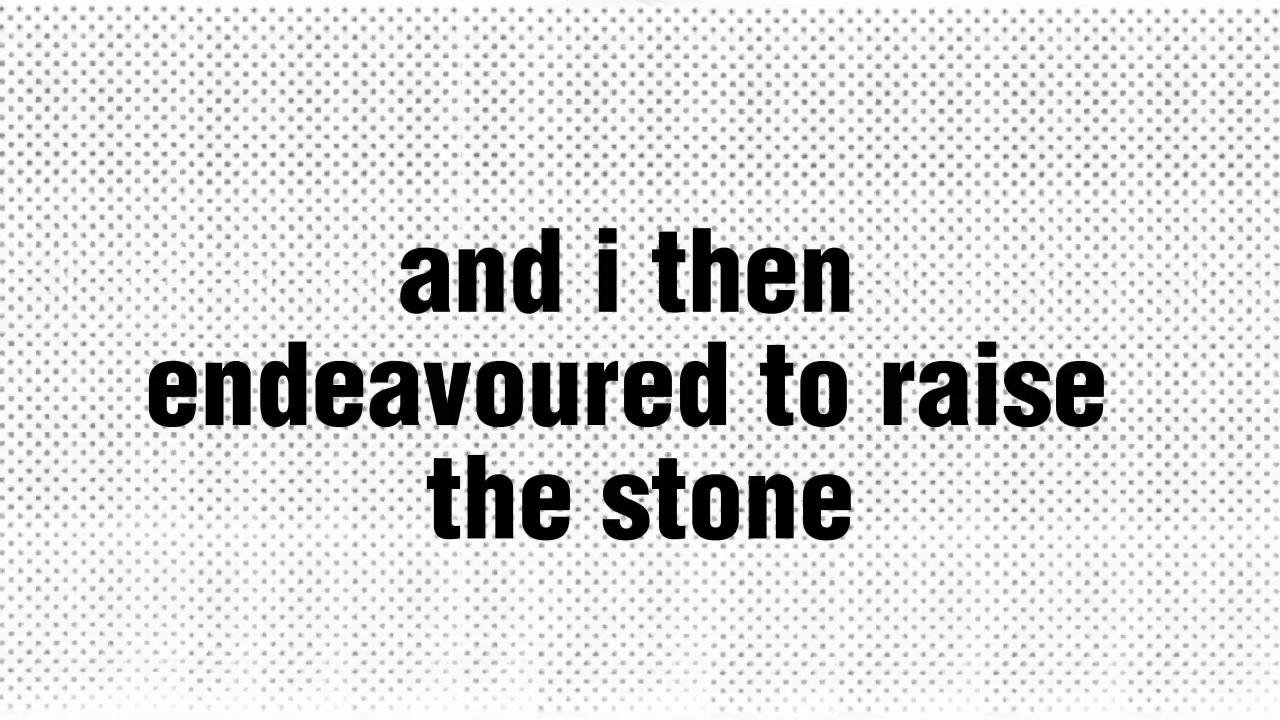 and i then
endeavoured to raise
the stone